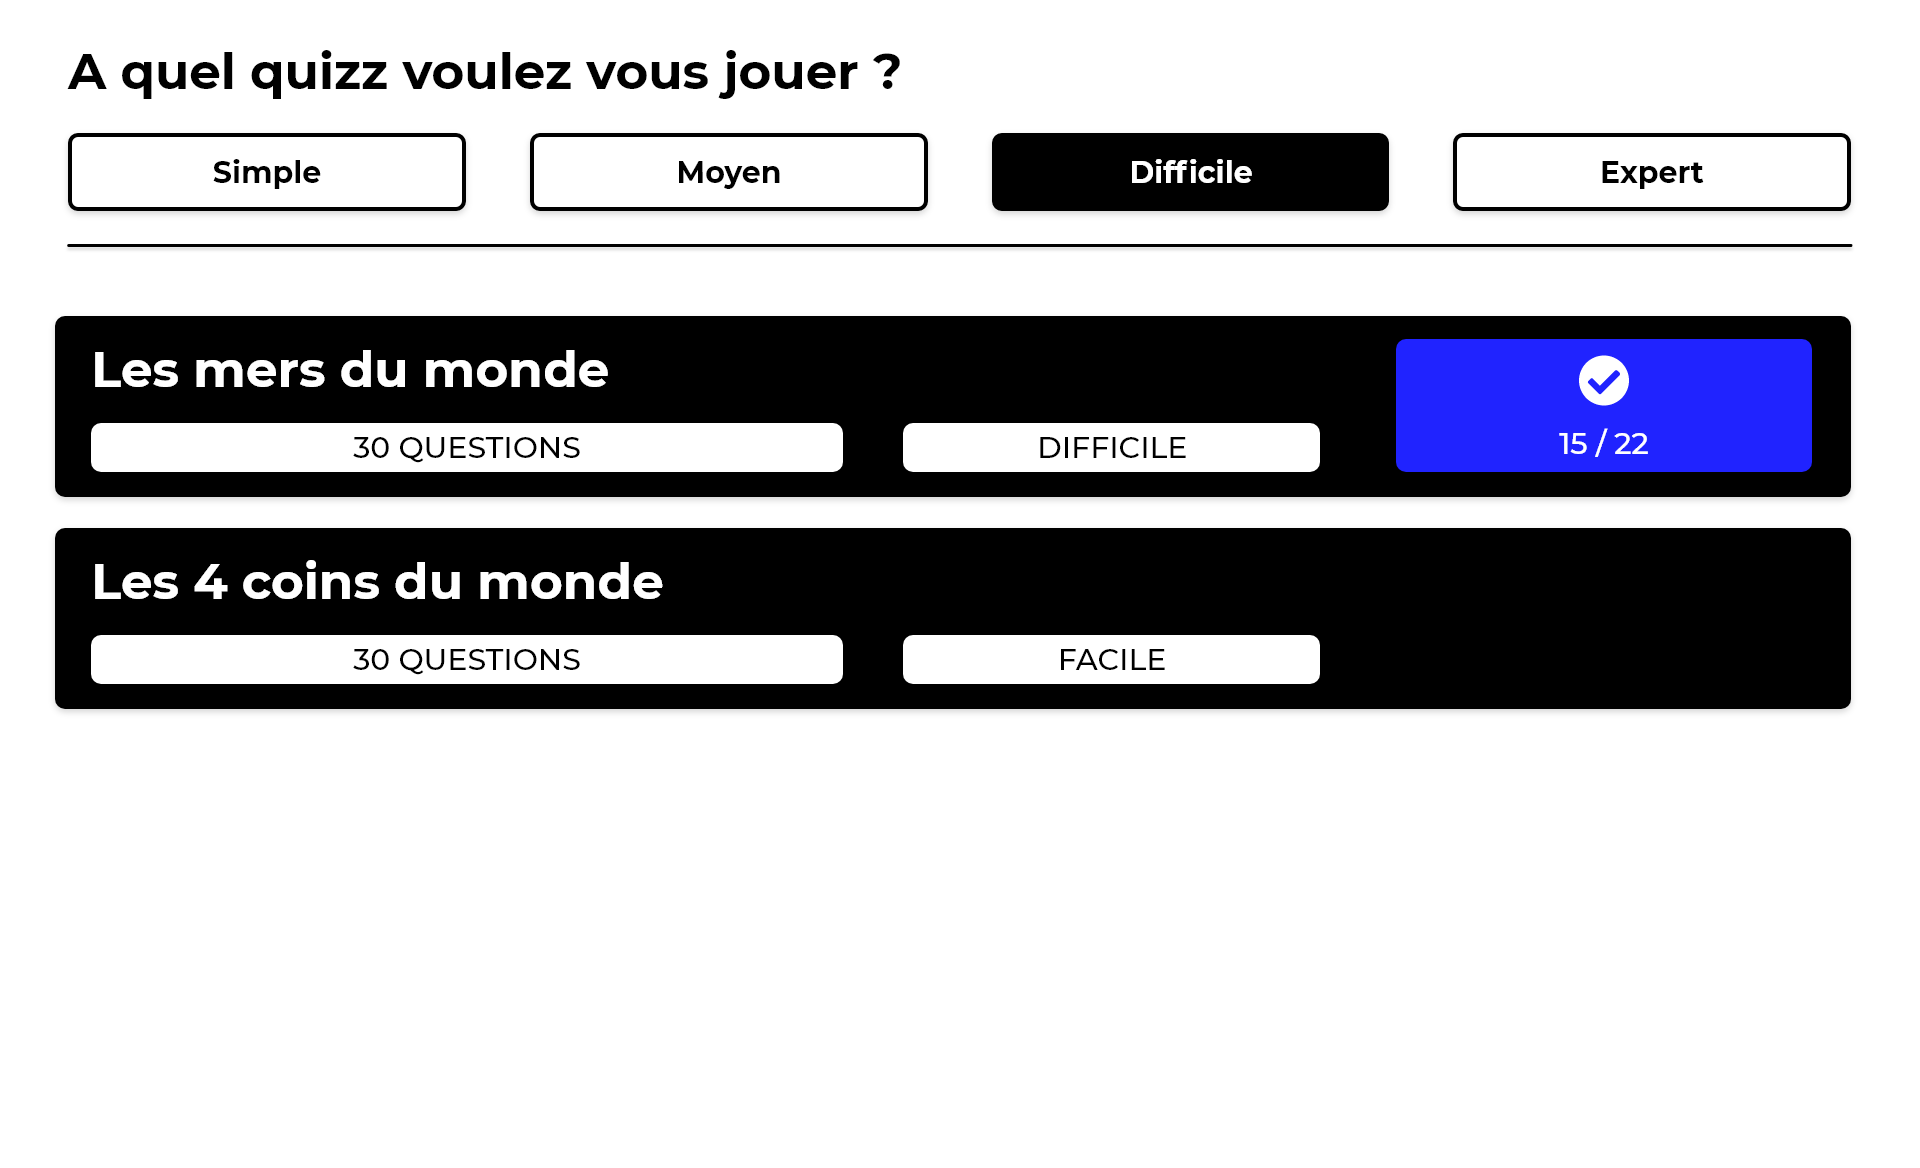 A quel quizz voulez vous jouer ?
Simple
Moyen
Difficile
Expert
Les mers du monde
30 QUESTIONS
DIFFICILE
15 / 22
Les 4 coins du monde
30 QUESTIONS
FACILE